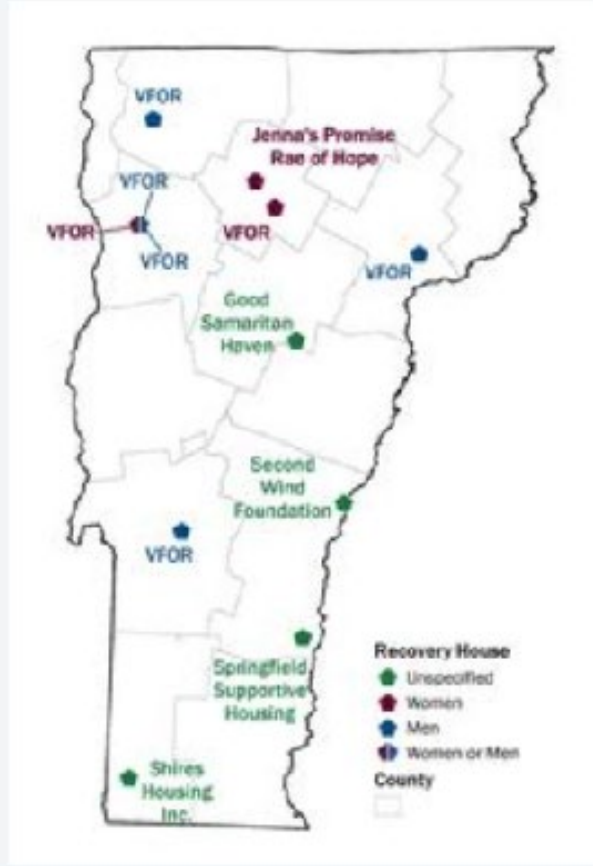 VFOR
Jenna's Promise
Rae of Hope
VFOR
VFOR
VFOR
VFOR
VFOR
Good
Samaritan
Haven
Second
Wind
Foundation
VFOR
Springfield
Supportive
Housing
Shires
Housing
Inc.
Recovery House
Unspecified
Women
Men
Women or Men
County